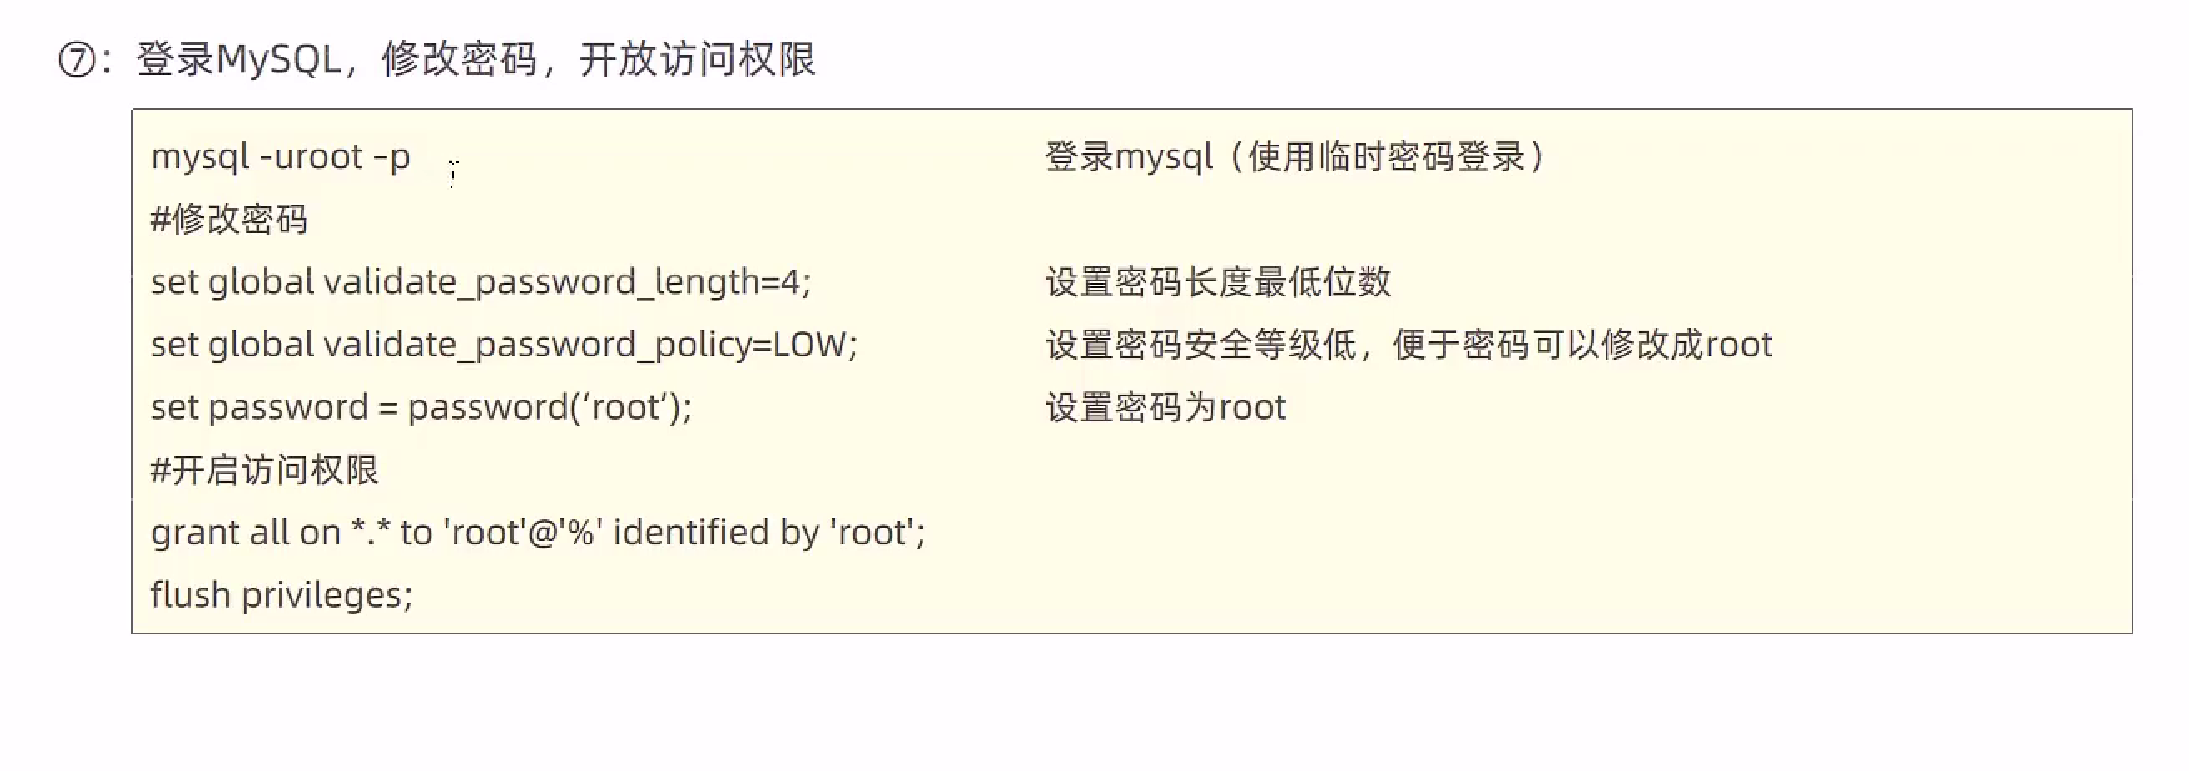 ⑦：登录MySQL，修改密码，开放访问权限
mysql -uroot –p 登录mysql（使用临时密码登录）
#修改密码
set global validate_password_length=4; 设置密码长度最低位数
set global validate_password_policy=LOW; 设置密码安全等级低，便于密码可以修改成root
set password = password(‘root‘); 设置密码为root
#开启访问权限
grant all on *.* to 'root'@'%' identified by 'root';
flush privileges;